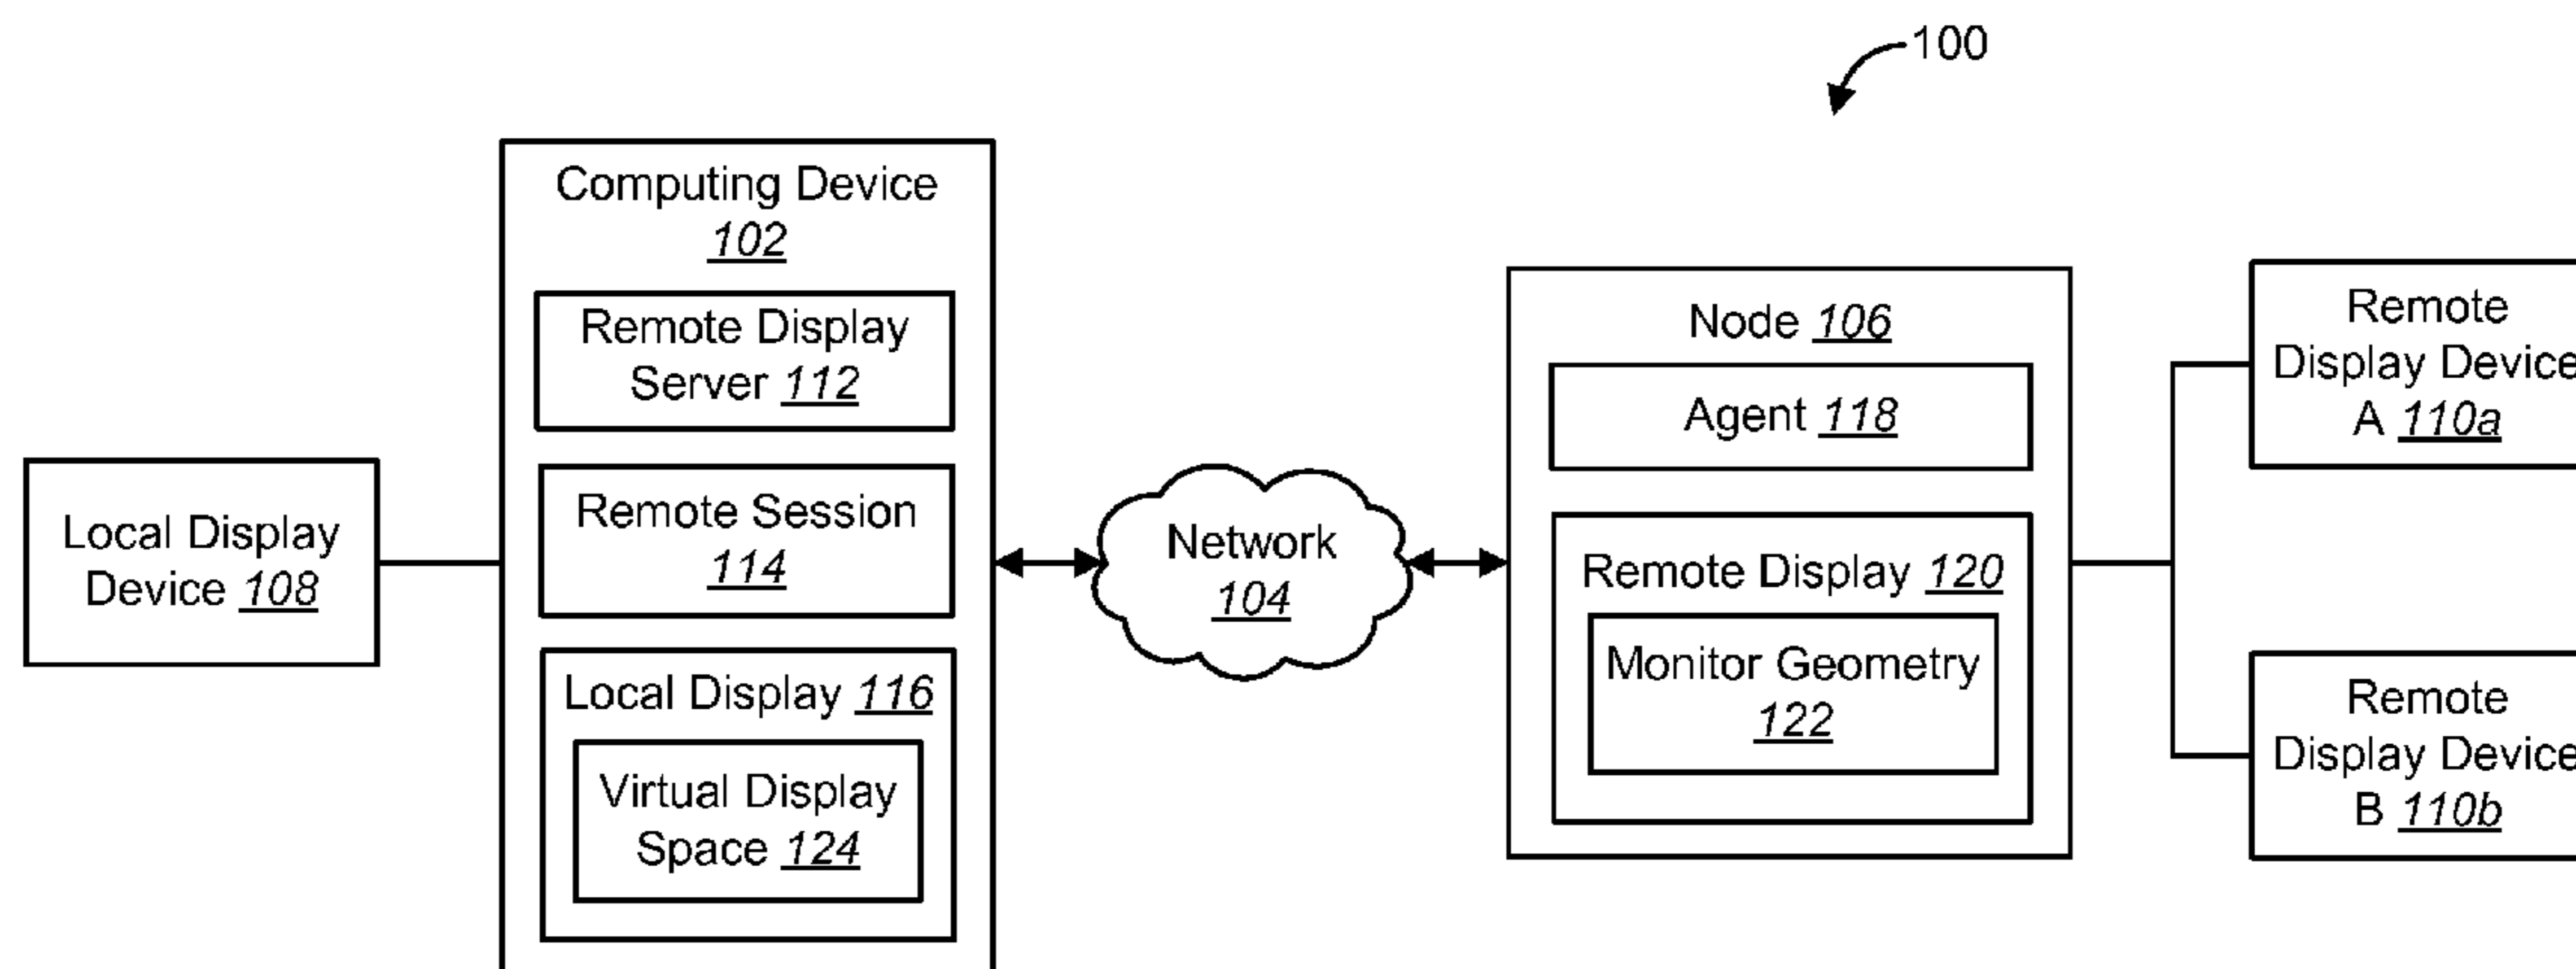 100
Computing Device
102
Remote Display
Server 112
Remote Session
114
Local Display 116
Virtual Display
Space 124
Local Display
Device 108
Network
104
Node 106
Agent 118
Remote Display 120
Monitor Geometry
122
Remote
Display Device
A 110a
Remote
Display Device
B 110b